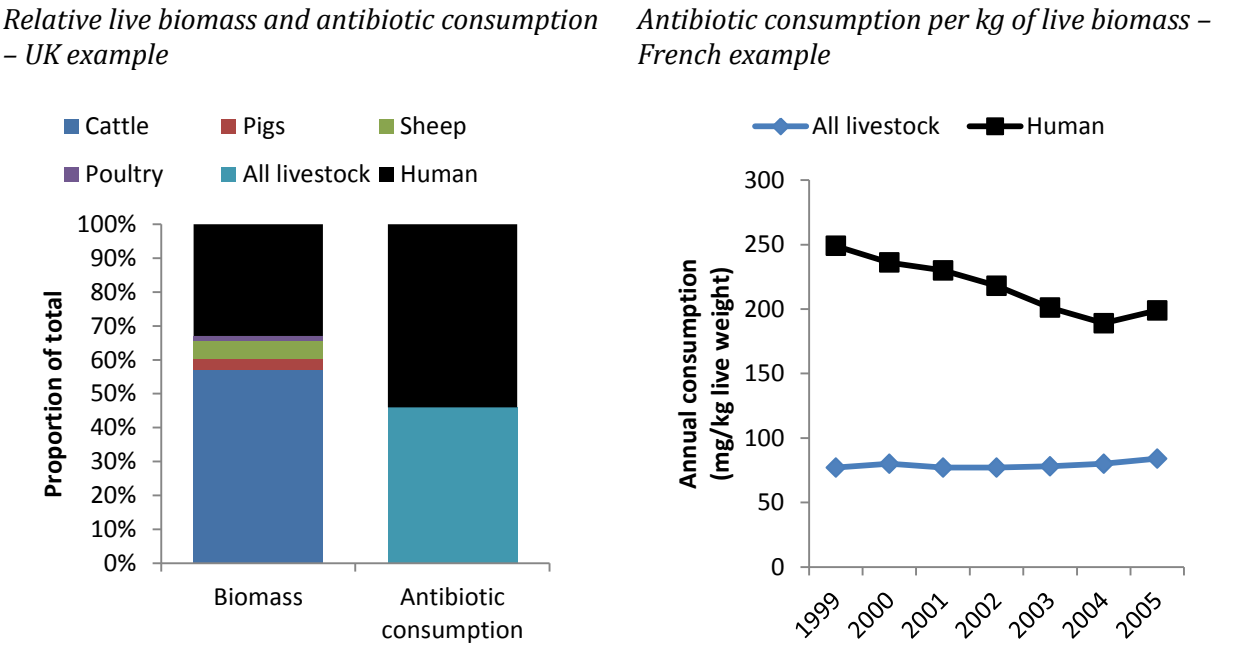 Relative live biomass and antibiotic consumption
– UK example
Cattle
Pigs
Sheep
Poultry
All livestock
Human
100%
90%
80%
70%
60%
50%
40%
30%
20%
10%
0%
Proportion of total
Biomass
Antibiotic
consumption
Antibiotic consumption per kg of live biomass –
French example
All livestock
Human
300
250
200
150
100
50
0
Annual consumption
(mg/kg live weight)
1999
2000
2001
2002
2003
2004
2005